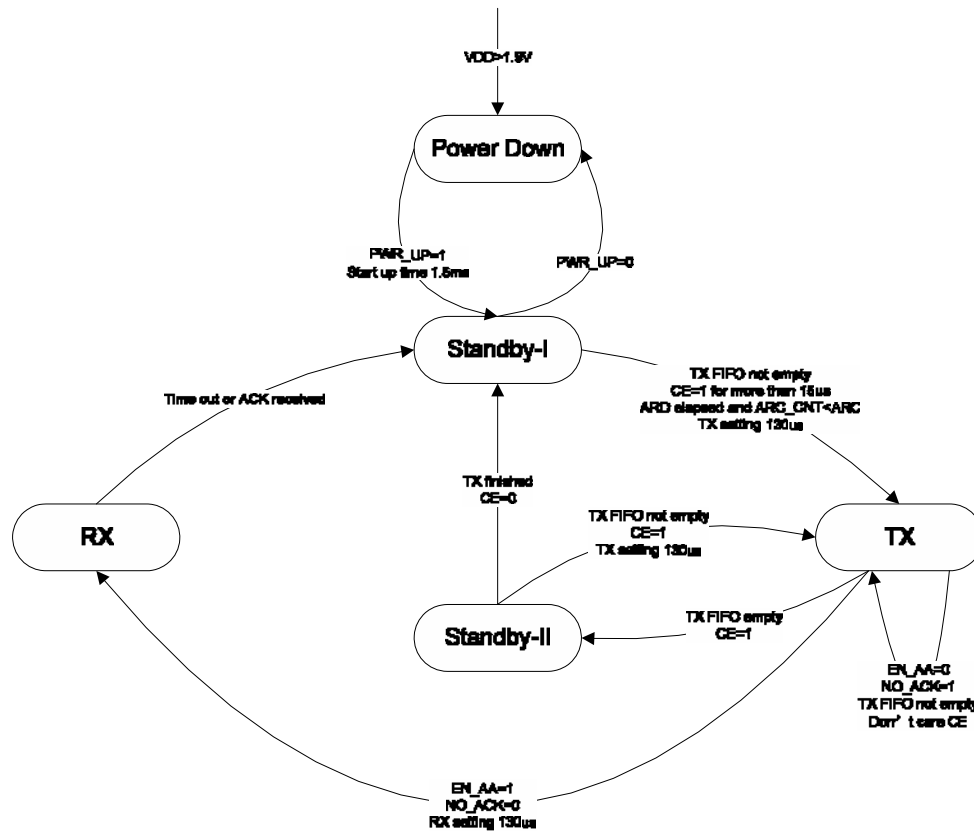 VDD>1.9V
Power Down
PWR_UP=1
Start up time 1.5ms
PWR_UP=0
Standby-I
TX FIFO not empty
CE=1 for more than 15us
ARD elapsed and ARC_CNT<ARC
TX setting 130us
Time out or ACK received
TX finished
CE=0
RX
TX FIFO not empty
CE=1
TX setting 130us
TX
Standby-II
TX FIFO empty
CE=1
EN_AA=0
NO_ACK=1
TX FIFO not empty
Don’t care CE
EN_AA=1
NO_ACK=0
RX setting 130us